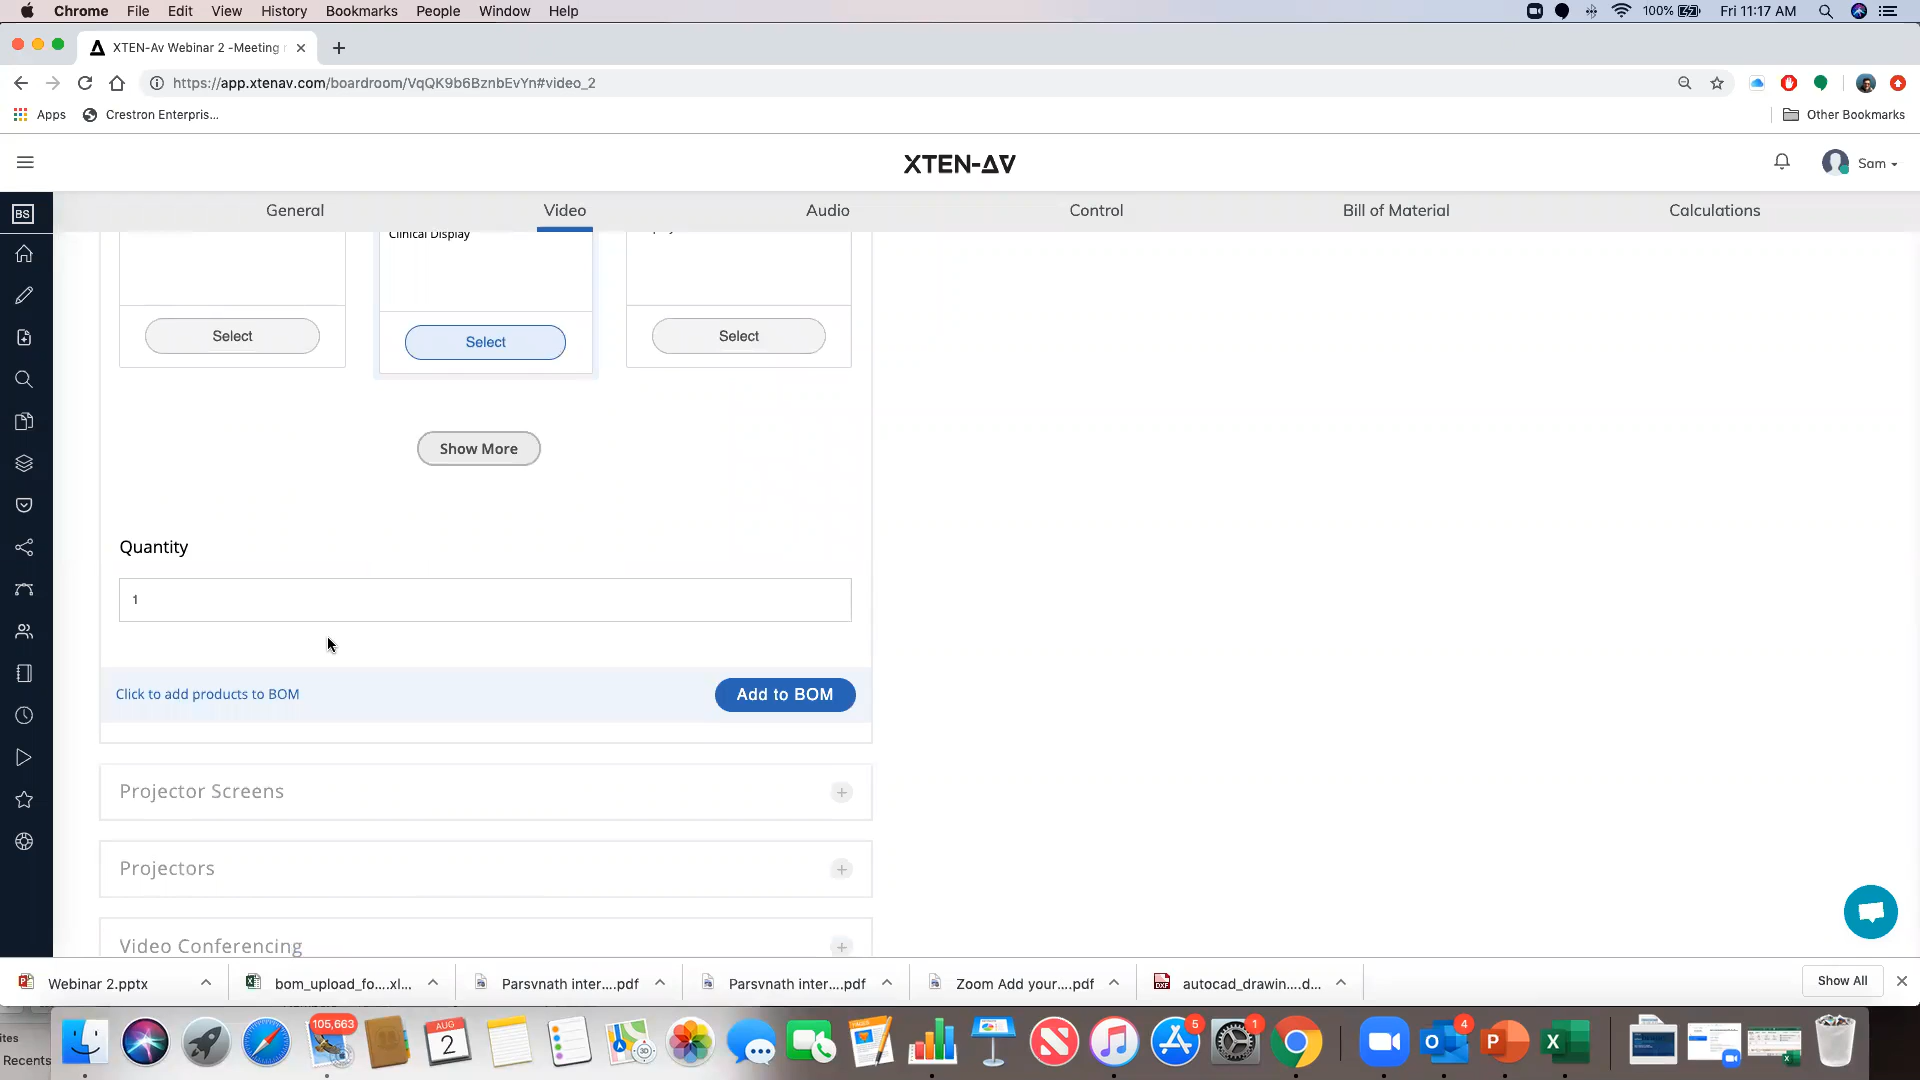 Chrome File Edit View History Bookmarks People Window Help 100% Fri 11:17 AM
XTEN-Av Webinar 2 -Meeting
https://app.xtenav.com/boardroom/VqQK9b6BznbEvYn#video_2
Apps Crestron Enterpris... Other Bookmarks
XTEN-AV Sam
BS General Video Audio Control Bill of Material Calculations
Clinical Display
Select Select Select
Show More
Quantity
1
Click to add products to BOM Add to BOM
Projector Screens
Projectors
Video Conferencing
Webinar 2.pptx bom_upload_fo....xl... Parsvnath inter....pdf Parsvnath inter....pdf Zoom Add your....pdf autocad_drawin....d... Show All
105,663 AUG 2 5 1 4
ites
Recents